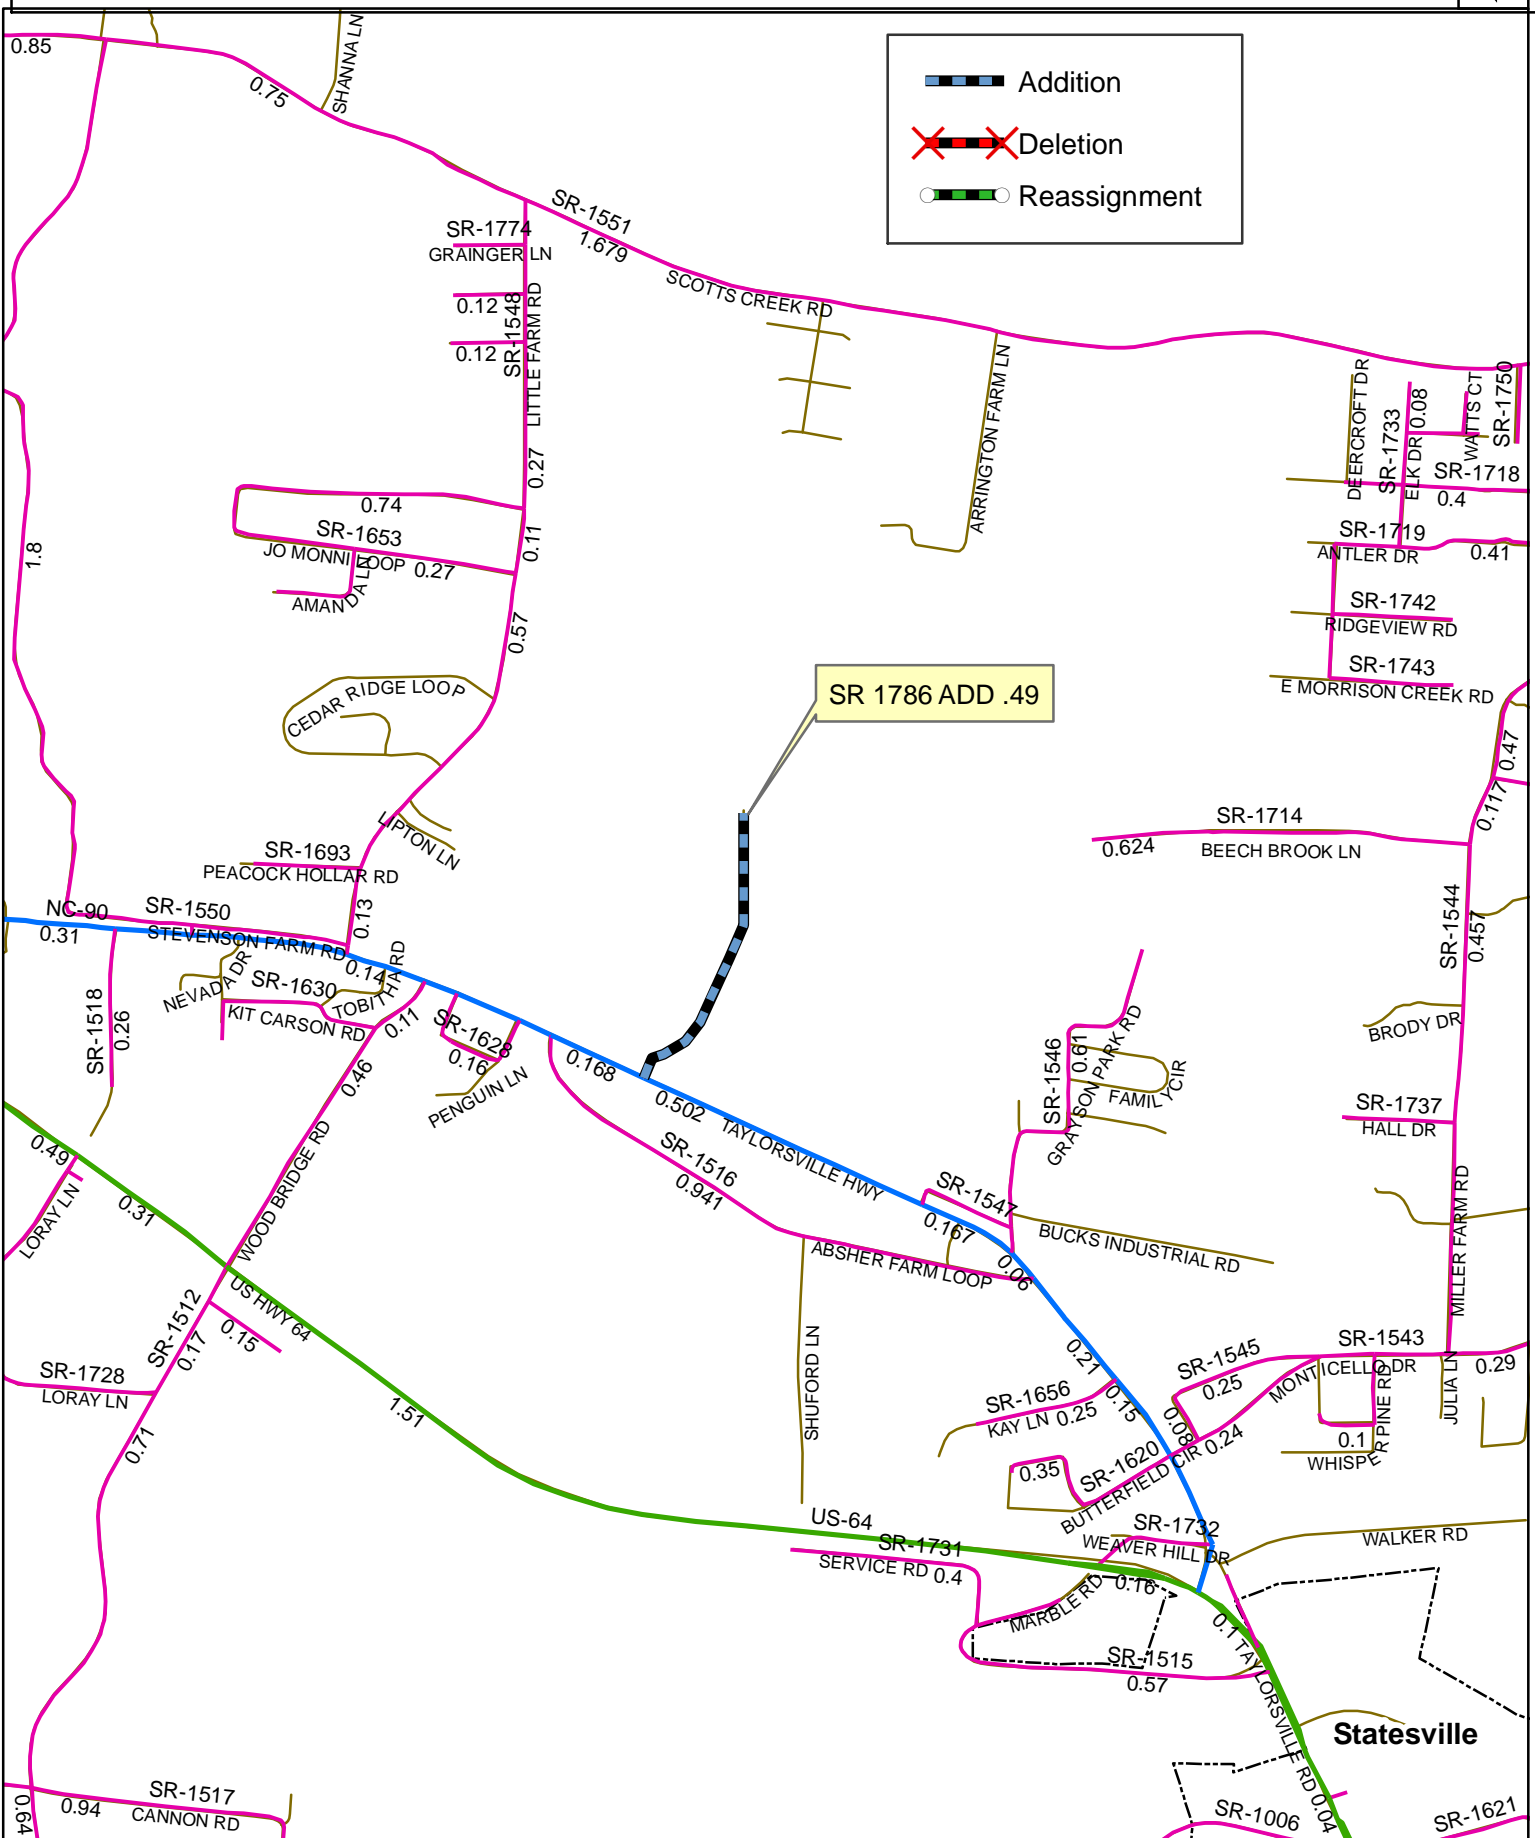 0.85
0.75
SHANNA LN
Addition
Deletion
Reassignment
SR-1551
1.679
SCOTTS CREEK RD
SR-1774
GRAINGER LN
0.12
0.12
SR-1548
LITTLE FARM RD
0.27
ARRINGTON FARM LN
DEERCROFT DR
SR-1733
ELK DR
0.08
WATTS CT
SR-1750
SR-1718
0.4
0.74
SR-1653
JO MONNI LOOP
0.27
0.11
AMANDA LN
1.8
0.57
SR-1719
ANTLER DR
0.41
SR-1742
RIDGEVIEW RD
SR-1743
E MORRISON CREEK RD
CEDAR RIDGE LOOP
SR 1786 ADD .49
0.47
0.117
LIPTON LN
SR-1714
0.624
BEECH BROOK LN
SR-1693
PEACOCK HOLLAR RD
0.13
NC-90
0.31
SR-1550
STEVENSON FARM RD
0.14
SR-1544
0.457
NEVADA DR
SR-1630
TOBITHA RD
KIT CARSON RD
0.11
SR-1518
0.26
SR-1628
0.16
PENGUIN LN
0.46
0.168
0.502
TAYLORSVILLE HWY
SR-1546
0.61
GRAYSON PARK RD
FAMILY CIR
BRODY DR
SR-1737
HALL DR
0.49
LORAY LN
0.31
WOOD BRIDGE RD
SR-1516
0.941
SR-1547
0.167
BUCKS INDUSTRIAL RD
ABSHER FARM LOOP
0.06
MILLER FARM RD
US HWY 64
SR-1512
0.17
0.15
SR-1728
LORAY LN
0.71
1.51
SHUFORD LN
0.21
0.15
SR-1656
KAY LN
0.25
SR-1545
0.25
0.08
SR-1543
MONTICELLO DR
0.29
JULIA LN
0.1
WHISPER PINE RD
0.24
0.35
SR-1620
BUTTERFIELD CIR
US-64
SR-1731
SERVICE RD
0.4
SR-1732
WEAVER HILL DR
WALKER RD
0.16
MARBLE RD
0.1
SR-1515
0.57
TAYLORSVILLE RD
0.04
Statesville
SR-1517
0.94
CANNON RD
0.64
SR-1006
SR-1621